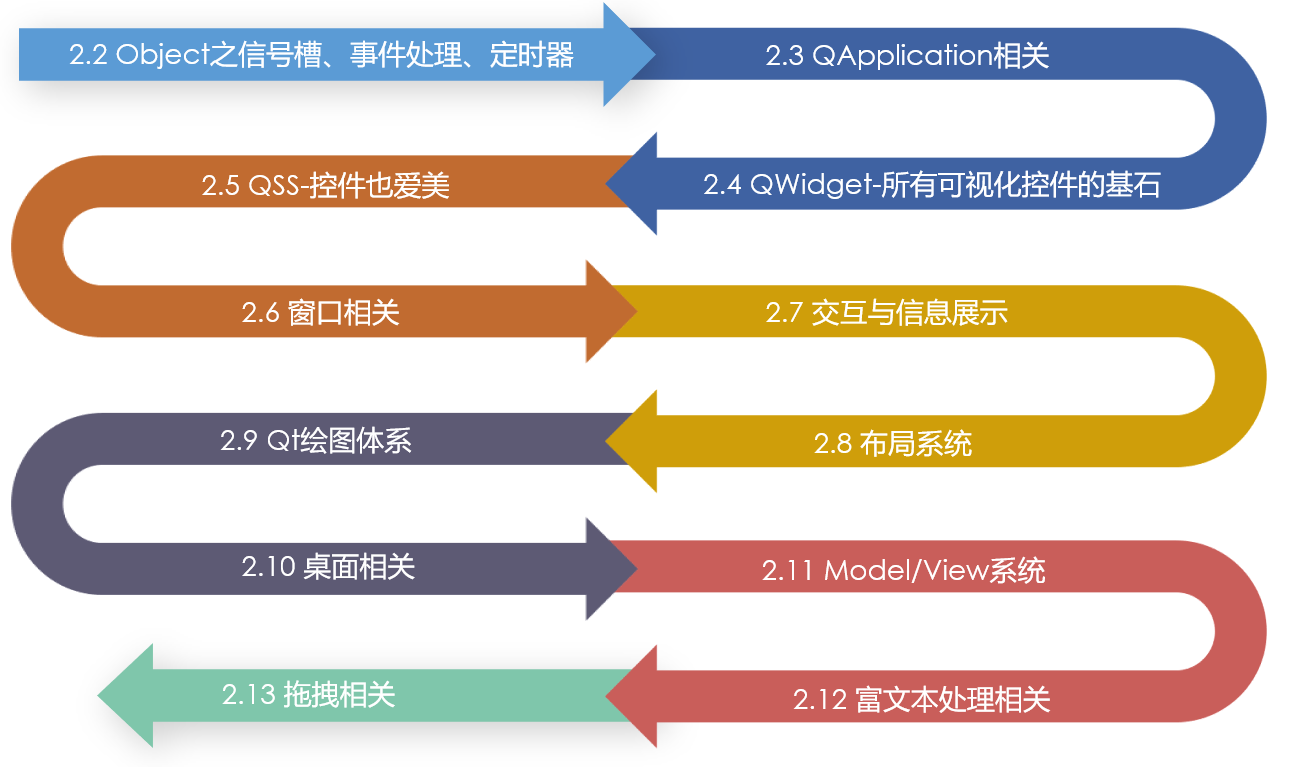 2.2 Object之信号槽、事件处理、定时器
2.3 QApplication相关
2.4 QWidget-所有可视化控件的基石
2.5 QSS-控件也爱美
2.6 窗口相关
2.7 交互与信息展示
2.8 布局系统
2.9 Qt绘图体系
2.10 桌面相关
2.11 Model/View系统
2.12 富文本处理相关
2.13 拖拽相关